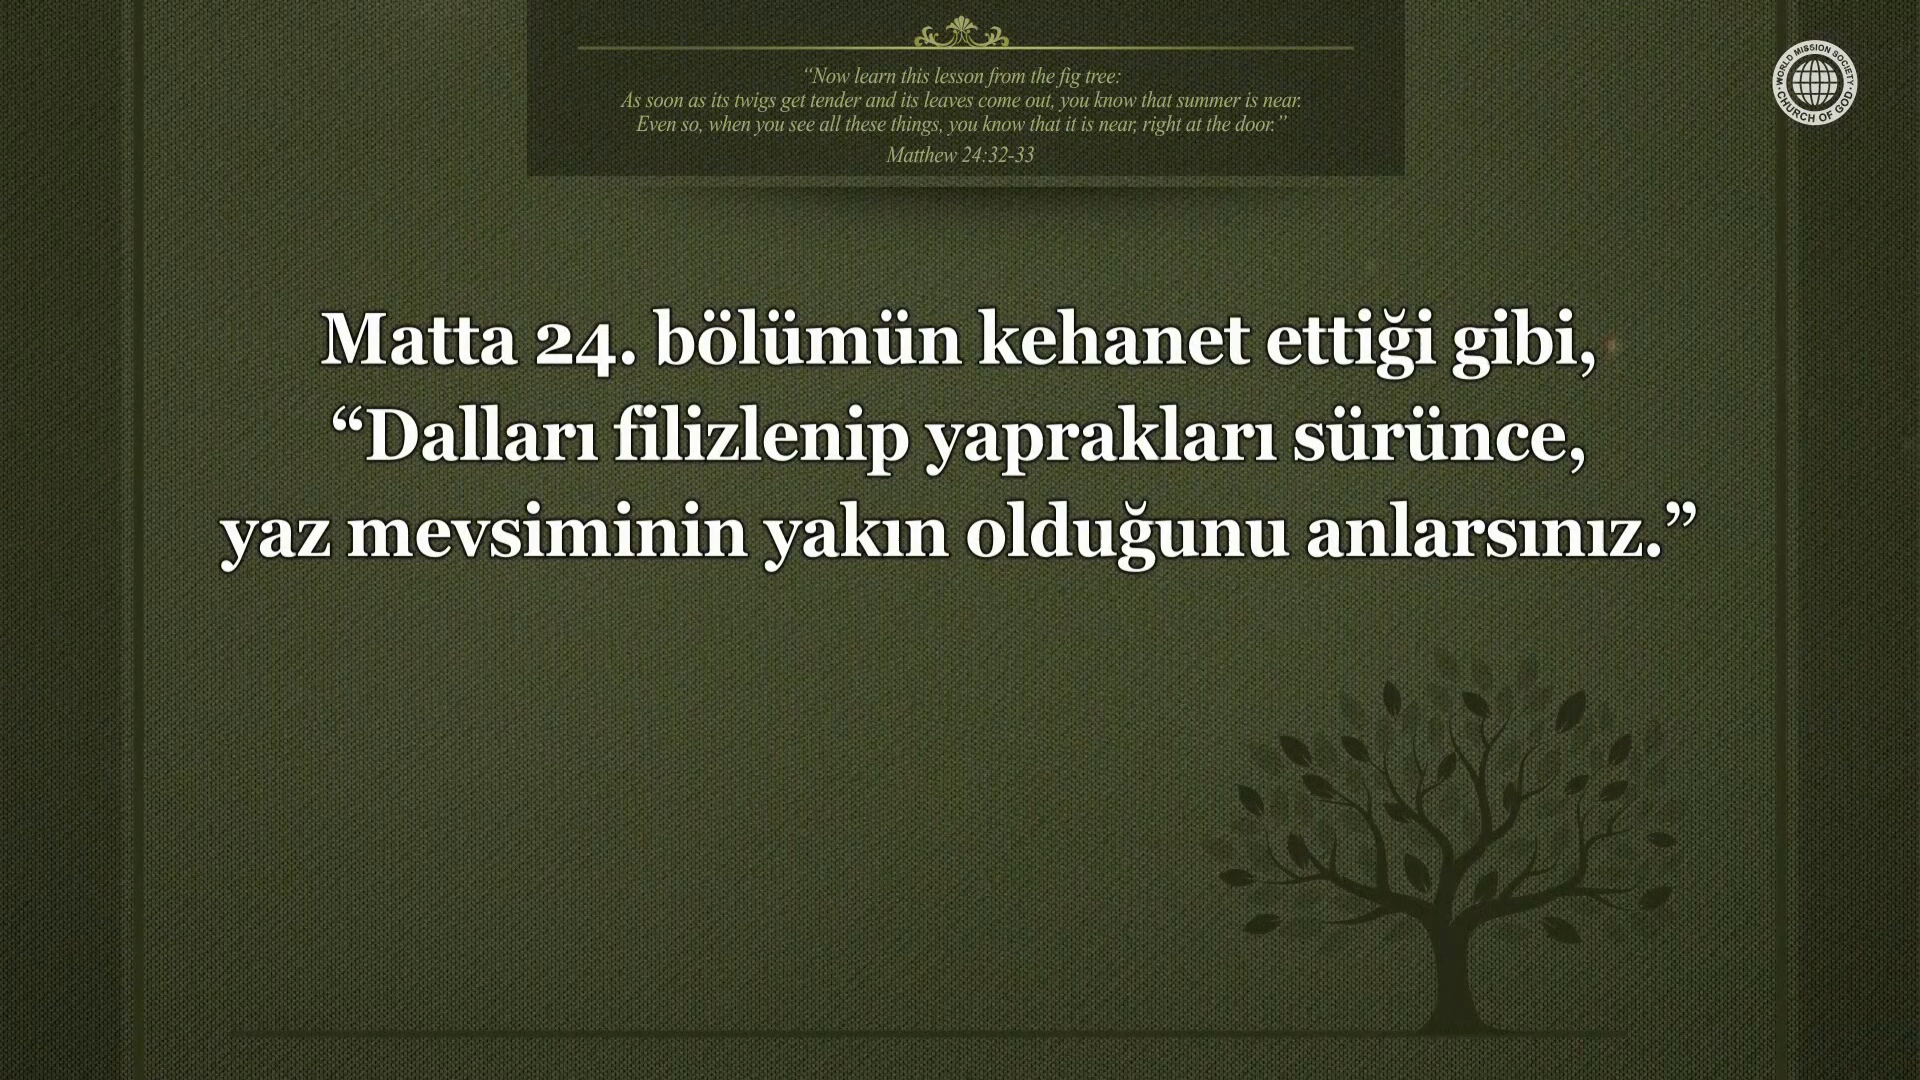 “Now learn this lesson from the fig tree:
As soon as its twigs get tender and its leaves come out, you know that summer is near.
Even so, when you see all these things, you know that it is near, right at the door.”
Matthew 24:32-33
WORLD MISSION SOCIETY
CHURCH OF GOD
Matta 24. bölümün kehanet ettiği gibi,
“Dalları filizlenip yaprakları sürünce,
yaz mevsiminin yakın olduğunu anlarsınız.”